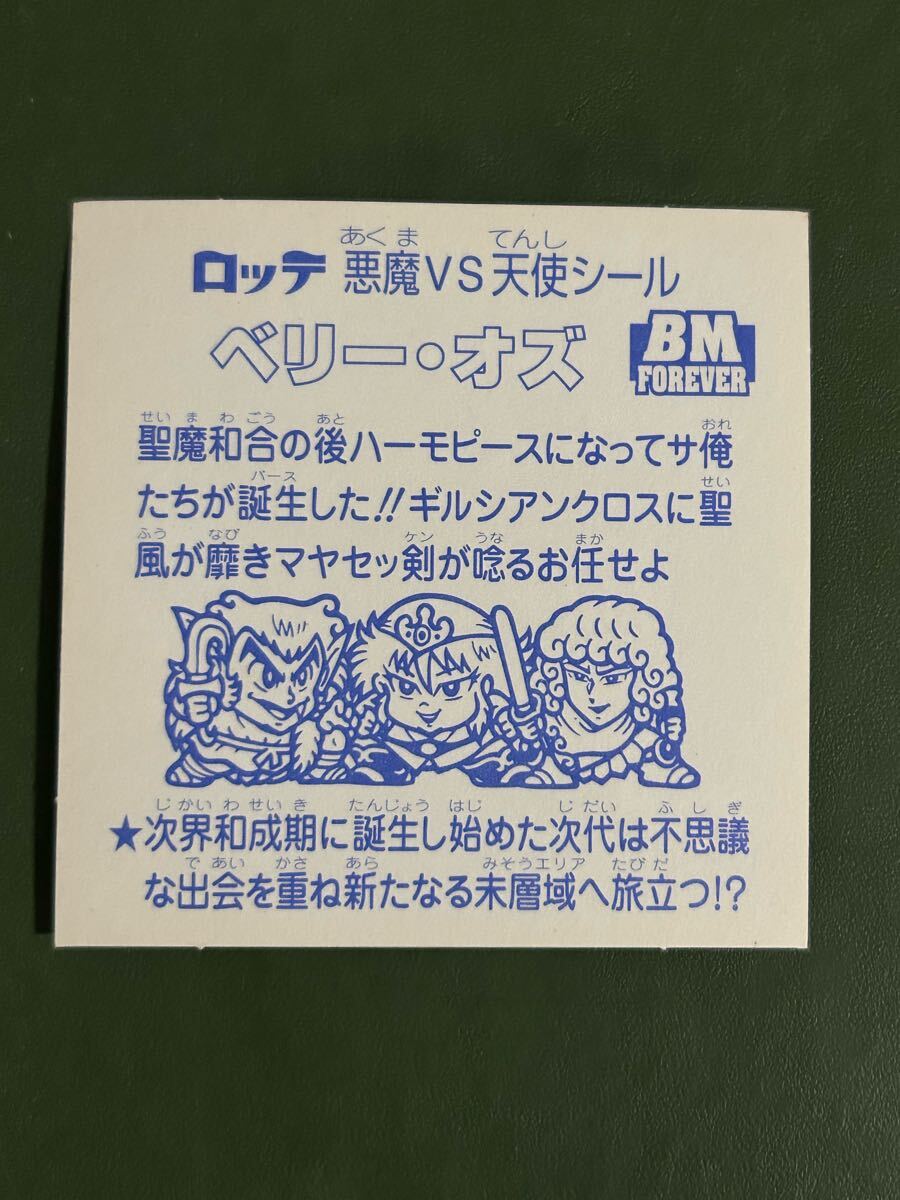 あくま てんし
ロッテ 悪魔VS天使シール
ベリー・オズ
BM
FOREVER
せい ま わ ごう あと おれ
聖魔和合の後ハーモピースになってサ俺
バース せい
たちが誕生した!!ギルシアンクロスに聖
ふう なび ケン うな まか
風が靡きマヤセッ剣が唸るお任せよ
じ かい わ せい き たんじょう はじ じ だい ふ し ぎ
★次界和成期に誕生し始めた次代は不思議
で あい かさ あら みそうエリア たび だ
な出会を重ね新たなる未層域へ旅立つ!?